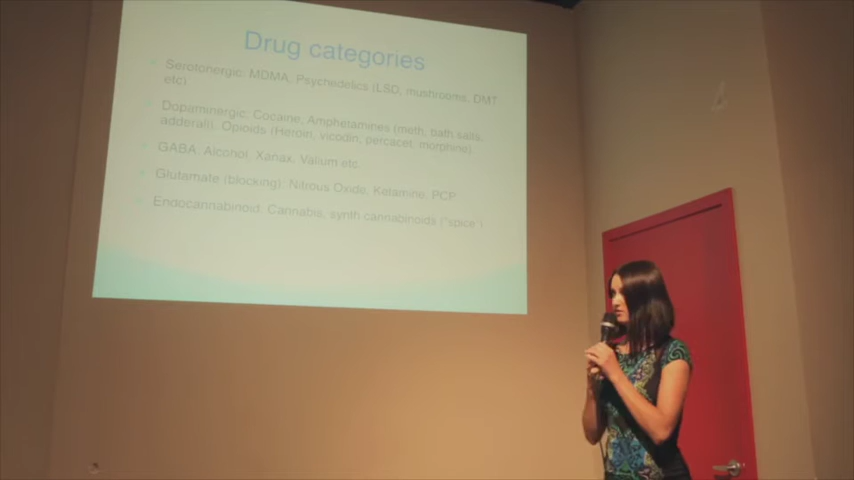 Drug categories
Serotonergic: MDMA, Psychedelics (LSD, mushrooms, DMT
etc)
Dopaminergic: Cocaine, Amphetamines (meth, bath salts,
adderall). Opioids (Heroin, vicodin, percacet, morphine)
GABA: Alcohol, Xanax, Valium etc.
Glutamate (blocking): Nitrous Oxide, Ketamine, PCP
Endocannabinoid: Cannabis, synth cannabinoids ("spice")